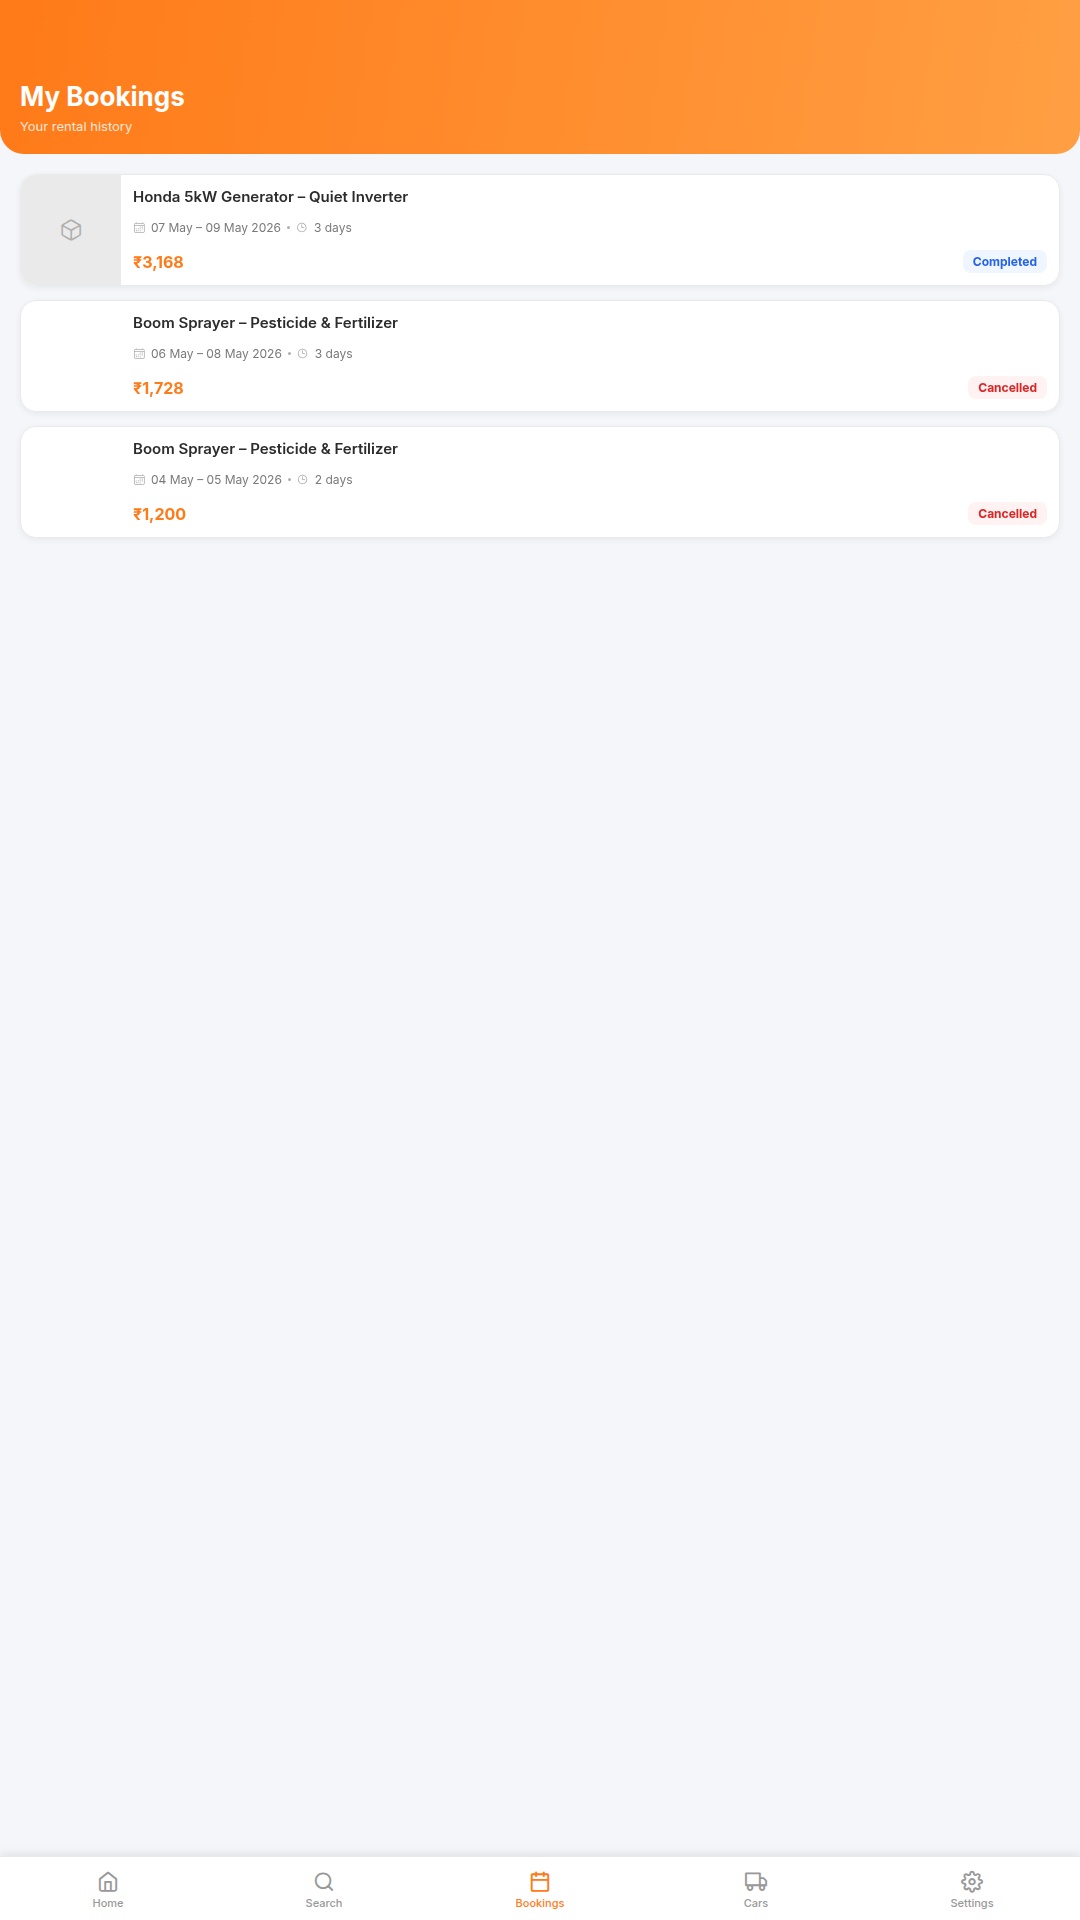 My Bookings
Your rental history
Honda 5kW Generator – Quiet Inverter
07 May – 09 May 2026 • 3 days
₹3,168
Completed
Boom Sprayer – Pesticide & Fertilizer
06 May – 08 May 2026 • 3 days
₹1,728
Cancelled
Boom Sprayer – Pesticide & Fertilizer
04 May – 05 May 2026 • 2 days
₹1,200
Cancelled
Home
Search
Bookings
Cars
Settings